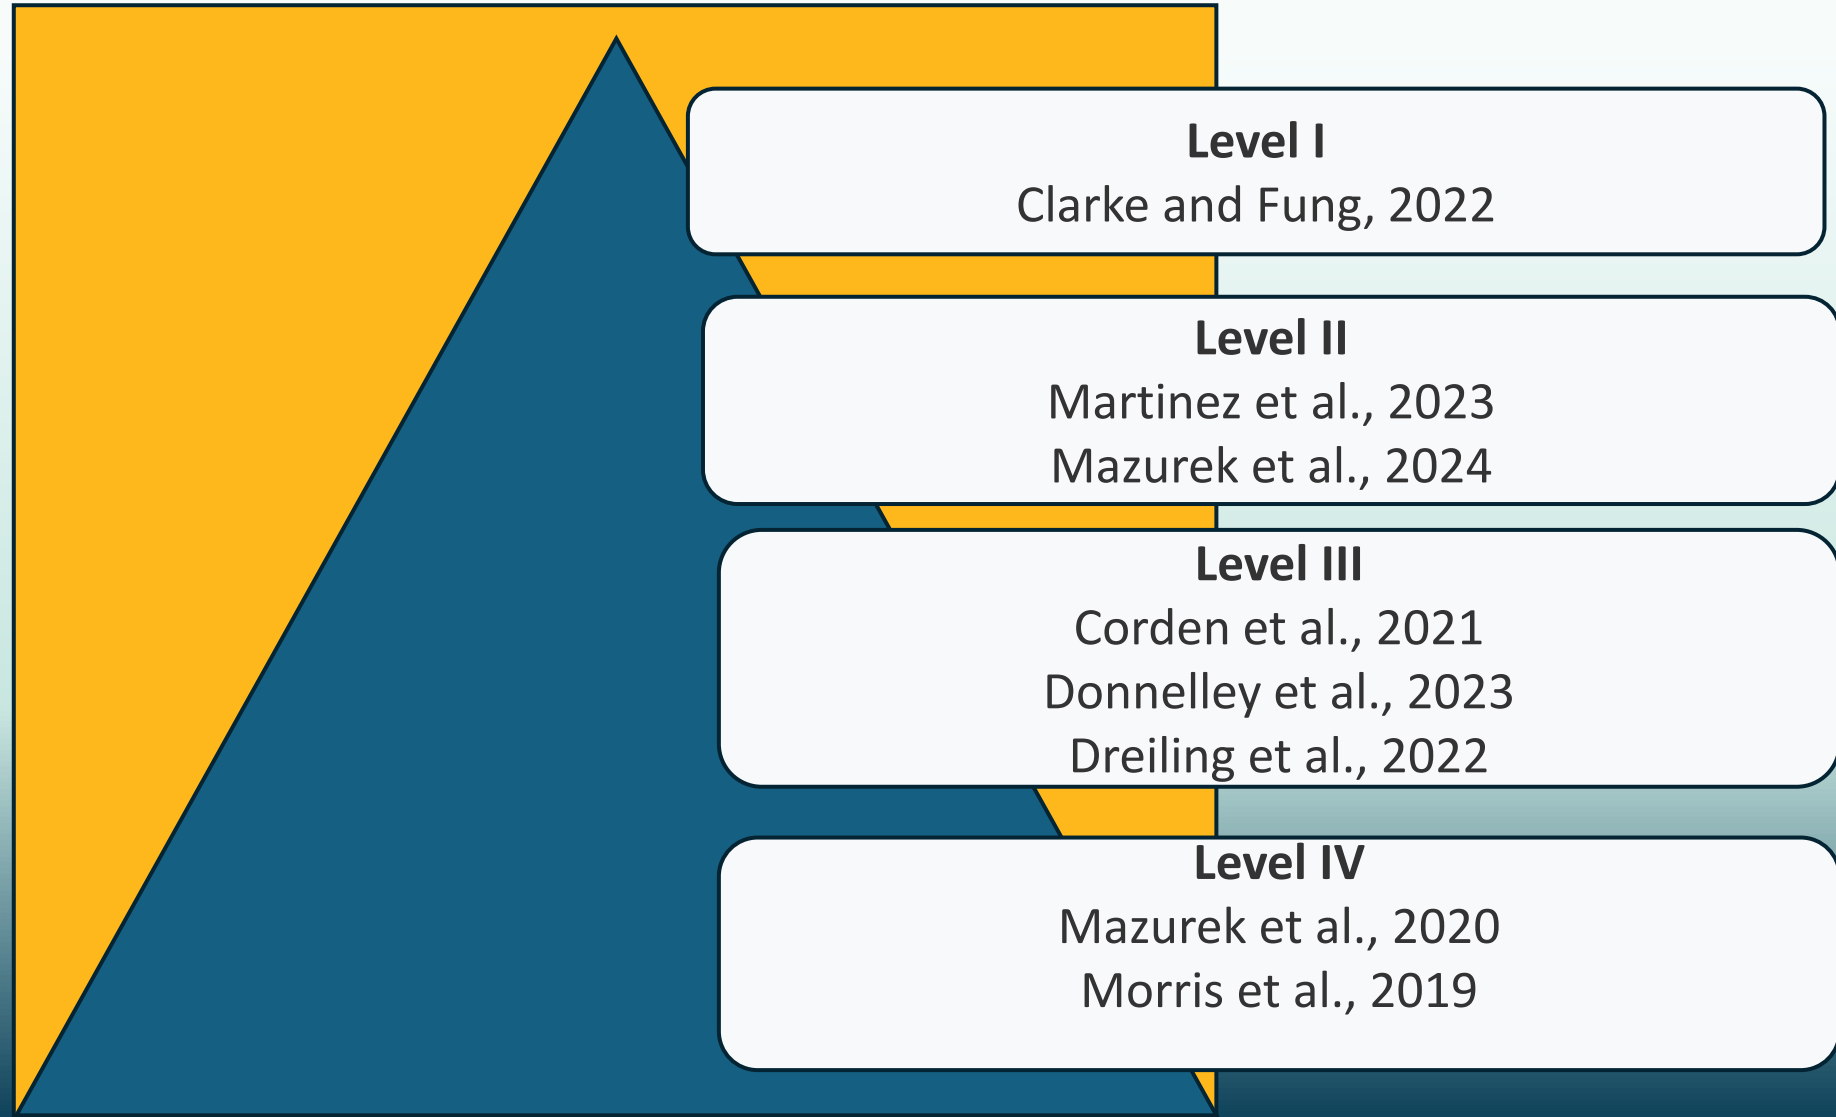 Level I
Clarke and Fung, 2022
Level II
Martinez et al., 2023
Mazurek et al., 2024
Level III
Corden et al., 2021
Donnelley et al., 2023
Dreiling et al., 2022
Level IV
Mazurek et al., 2020
Morris et al., 2019